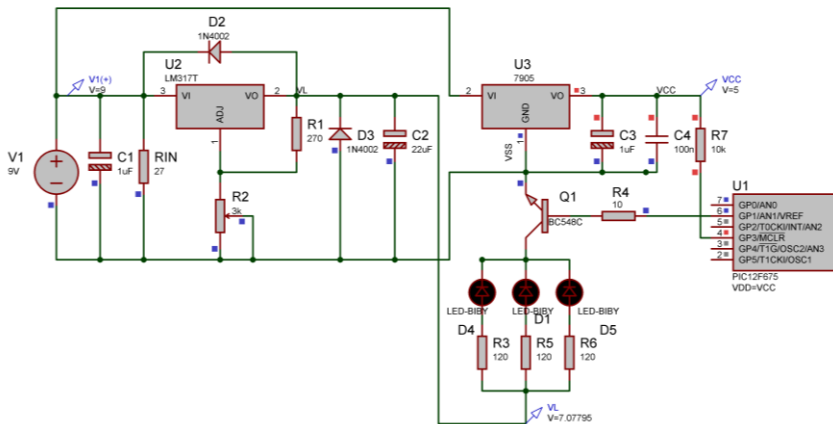 D2
1N4002
V1(+)
V=9
U2
LM317T
3
VI
VO
2
ADJ
1
VL
R1
270
D3
1N4002
C2
22uF
V1
9V
C1
1uF
RIN
27
R2
3k
U3
7905
2
VI
VO
3
GND
1
VSS
VCC
VCC
V=5
C3
1uF
C4
100n
R7
10k
Q1
BC548C
R4
10
U1
7
GP0/AN0
6
GP1/AN1/VREF
5
GP2/T0CKI/INT/AN2
4
GP3/MCLR
3
GP4/T1G/OSC2/AN3
2
GP5/T1CKI/OSC1
PIC12F675
VDD=VCC
LED-BIBY
LED-BIBY
LED-BIBY
D4
D1
D5
R3
120
R5
120
R6
120
VL
V=7.07795